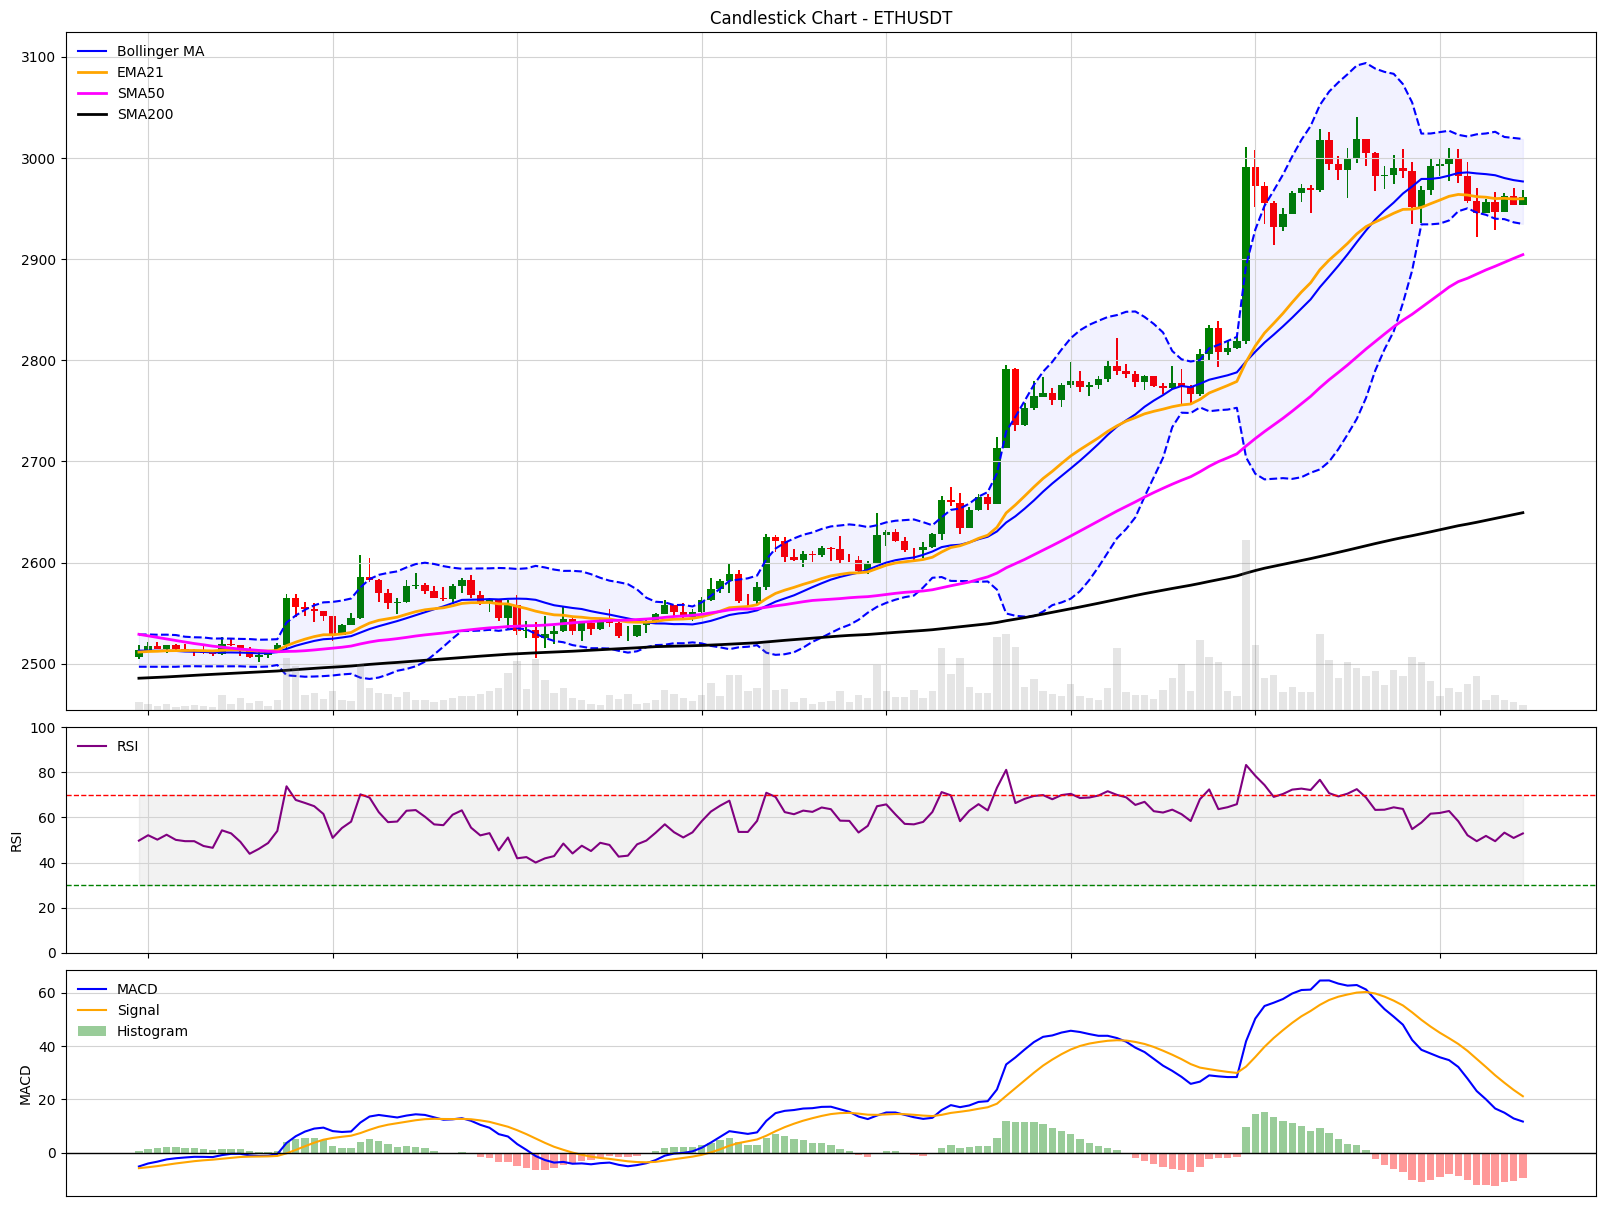 Candlestick Chart - ETHUSDT
Bollinger MA
EMA21
SMA50
SMA200
3100
3000
2900
2800
2700
2600
2500
RSI
100
80
60
40
20
0
RSI
MACD
Signal
Histogram
60
40
20
0
MACD